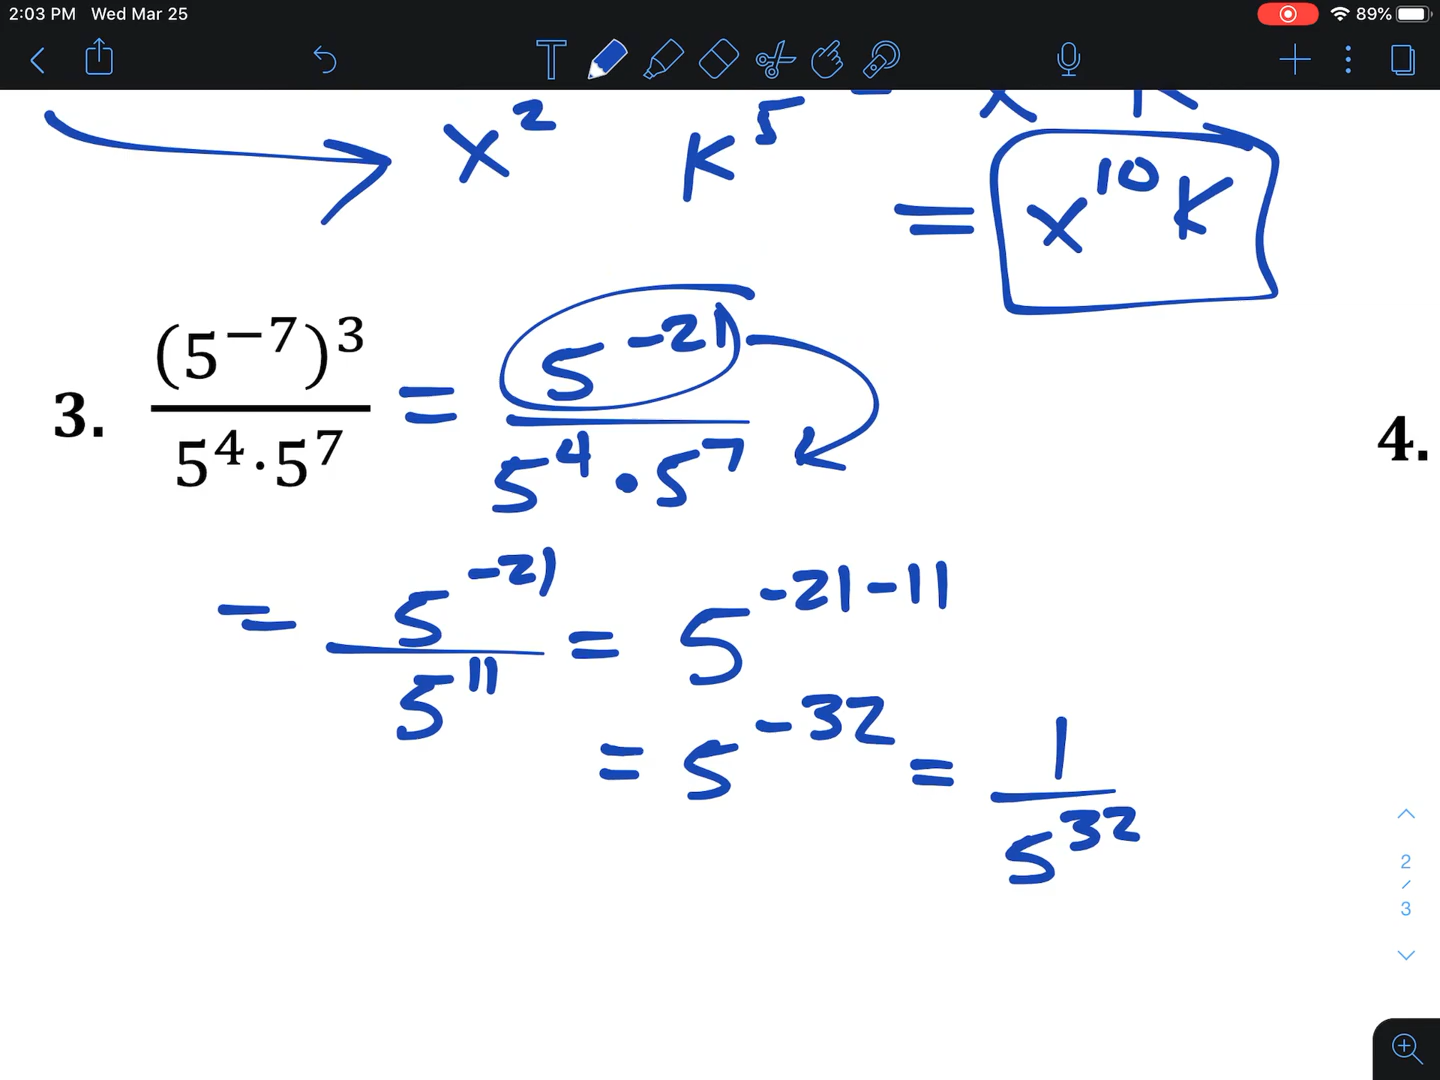 2:03 PM Wed Mar 25 89%
x² K⁵ = x K
= x¹⁰K
3. (5⁻⁷)³ / 5⁴·5⁷ = 5⁻²¹ / 5⁴·5⁷
4.
= 5⁻²¹ / 5¹¹ = 5⁻²¹⁻¹¹
= 5⁻³² = 1 / 5³²
2 / 3